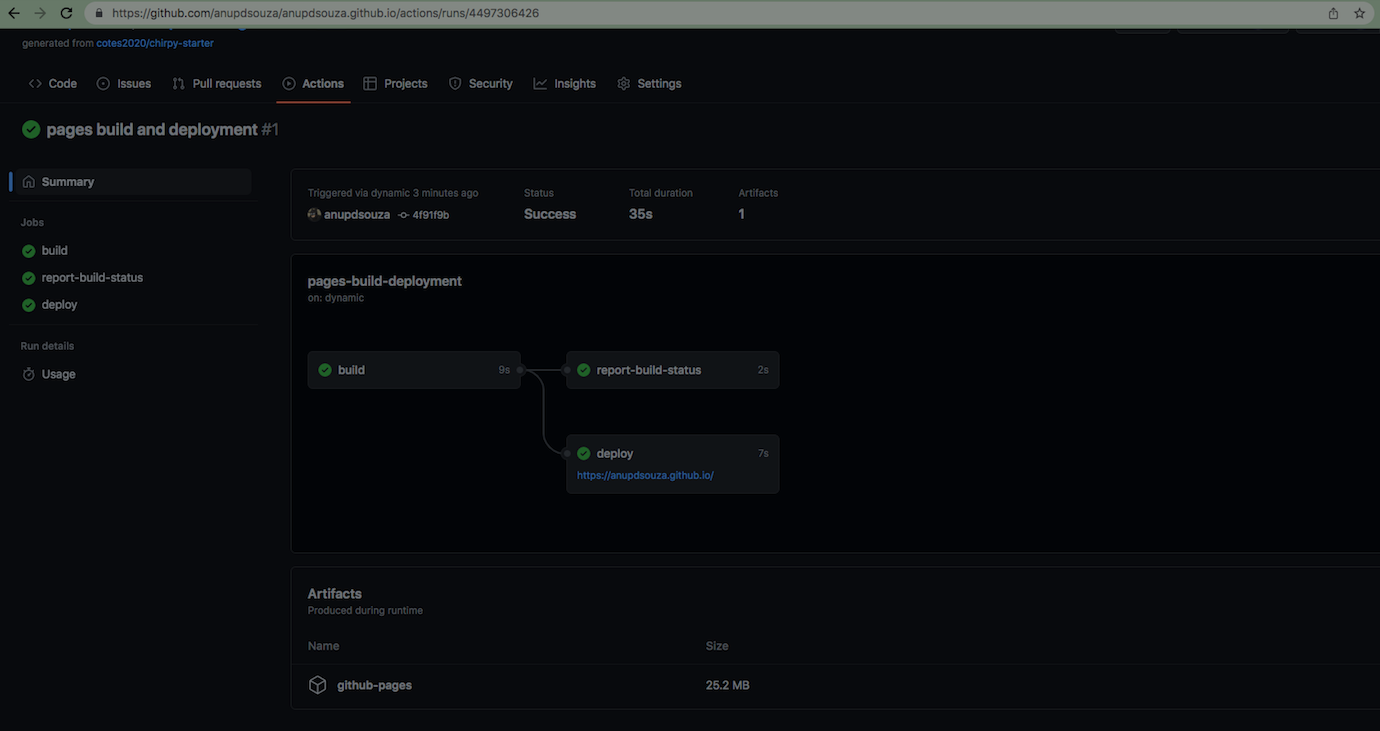 https://github.com/anupdsouza/anupdsouza.github.io/actions/runs/4497306426
generated from cotes2020/chirpy-starter
Code Issues Pull requests Actions Projects Security Insights Settings
pages build and deployment #1
Summary
Jobs
build
report-build-status
deploy
Run details
Usage
Triggered via dynamic 3 minutes ago Status Total duration Artifacts
anupdsouza 4f91f9b Success 35s 1
pages-build-deployment
on: dynamic
build 9s report-build-status 2s
deploy 7s
https://anupdsouza.github.io/
Artifacts
Produced during runtime
Name Size
github-pages 25.2 MB